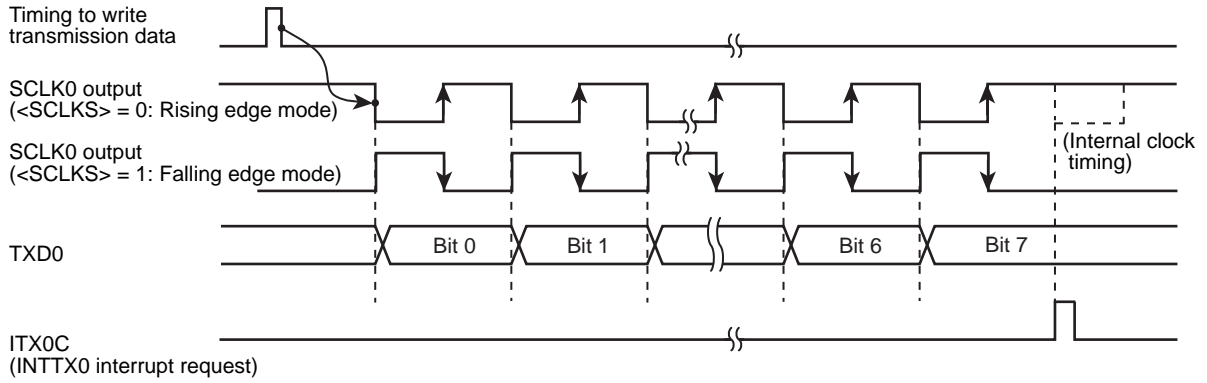 Timing to write
transmission data
SCLK0 output
(<SCLKS> = 0: Rising edge mode)
SCLK0 output
(<SCLKS> = 1: Falling edge mode)
(Internal clock
timing)
TXD0
Bit 0
Bit 1
Bit 6
Bit 7
ITX0C
(INTTX0 interrupt request)